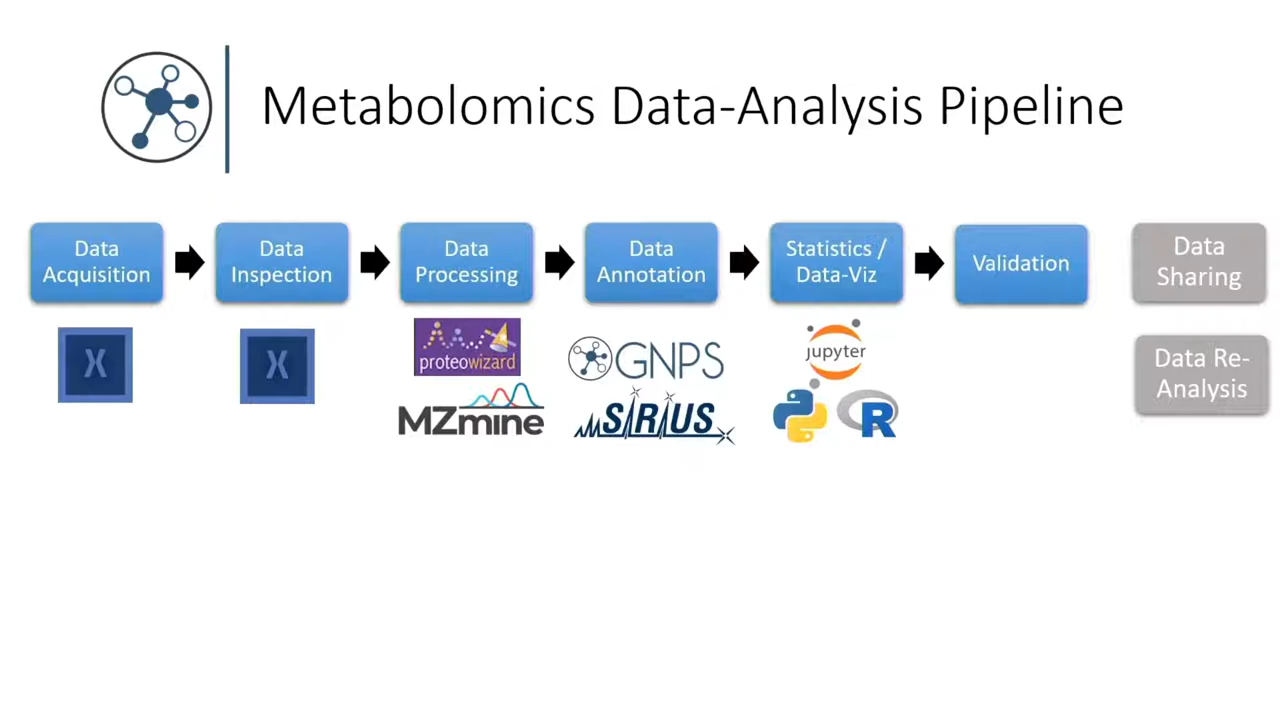 Metabolomics Data-Analysis Pipeline
Data
Acquisition
Data
Inspection
Data
Processing
Data
Annotation
Statistics /
Data-Viz
Validation
Data
Sharing
X
X
proteowizard
MZmine
GNPS
SIRIUS
jupyter
R
Data Re-
Analysis